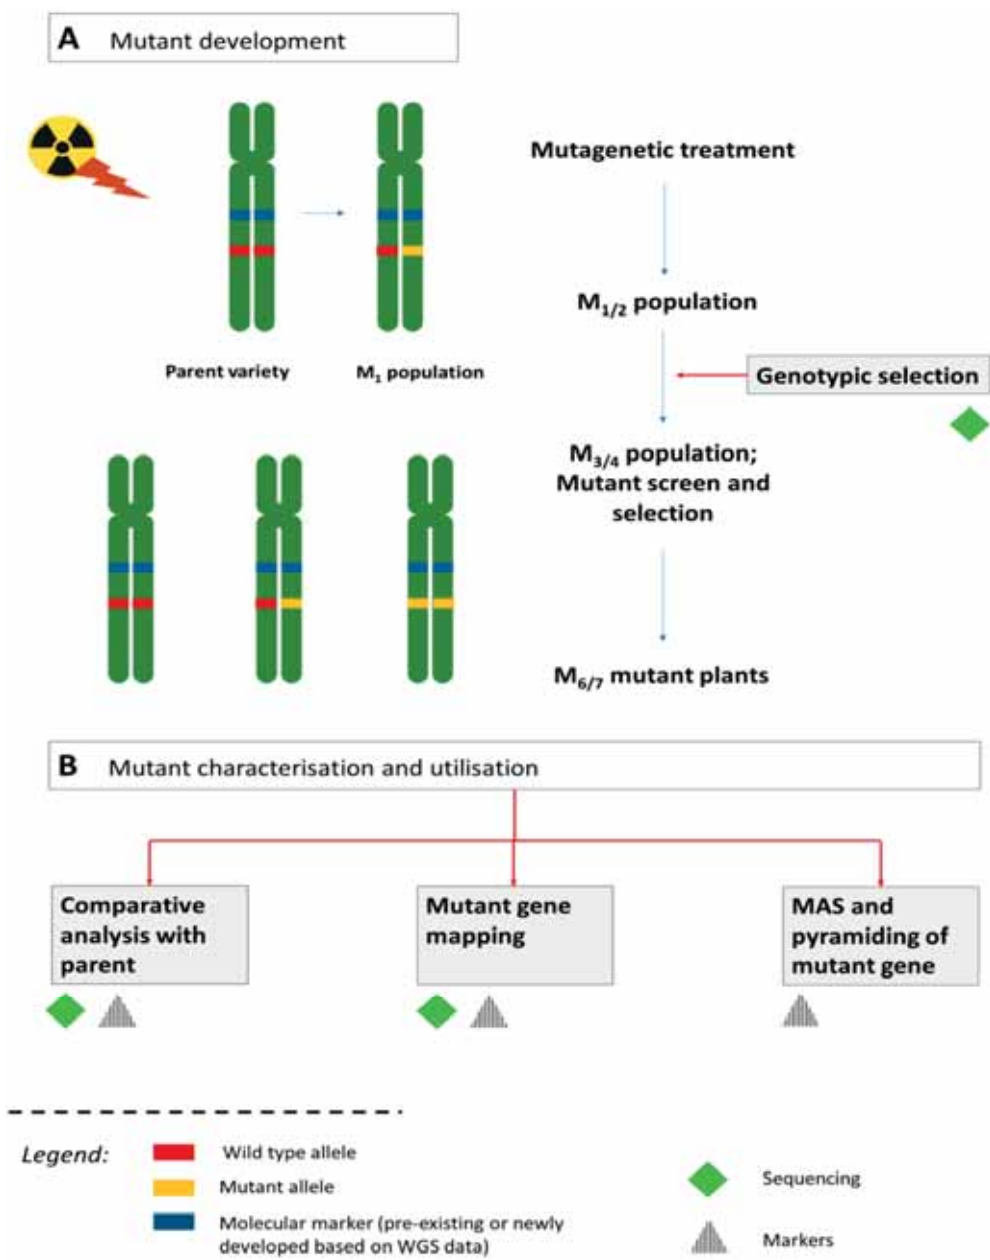 A Mutant development
Mutagenetic treatment
M1/2 population
Parent variety
M1 population
Genotypic selection
M3/4 population;
Mutant screen and
selection
M6/7 mutant plants
B Mutant characterisation and utilisation
Comparative
analysis with
parent
Mutant gene
mapping
MAS and
pyramiding of
mutant gene
Legend:
Wild type allele
Mutant allele
Molecular marker (pre-existing or newly
developed based on WGS data)
Sequencing
Markers